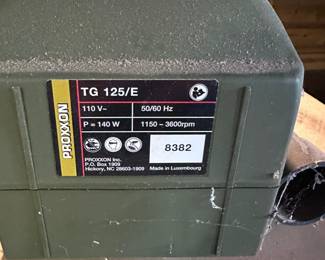 PROXXON
TG 125/E
110 V~ 50/60 Hz
P = 140 W 1150 – 3600rpm
8382
PROXXON Inc.
P.O. Box 1909
Hickory, NC 28603-1909 Made in Luxembourg